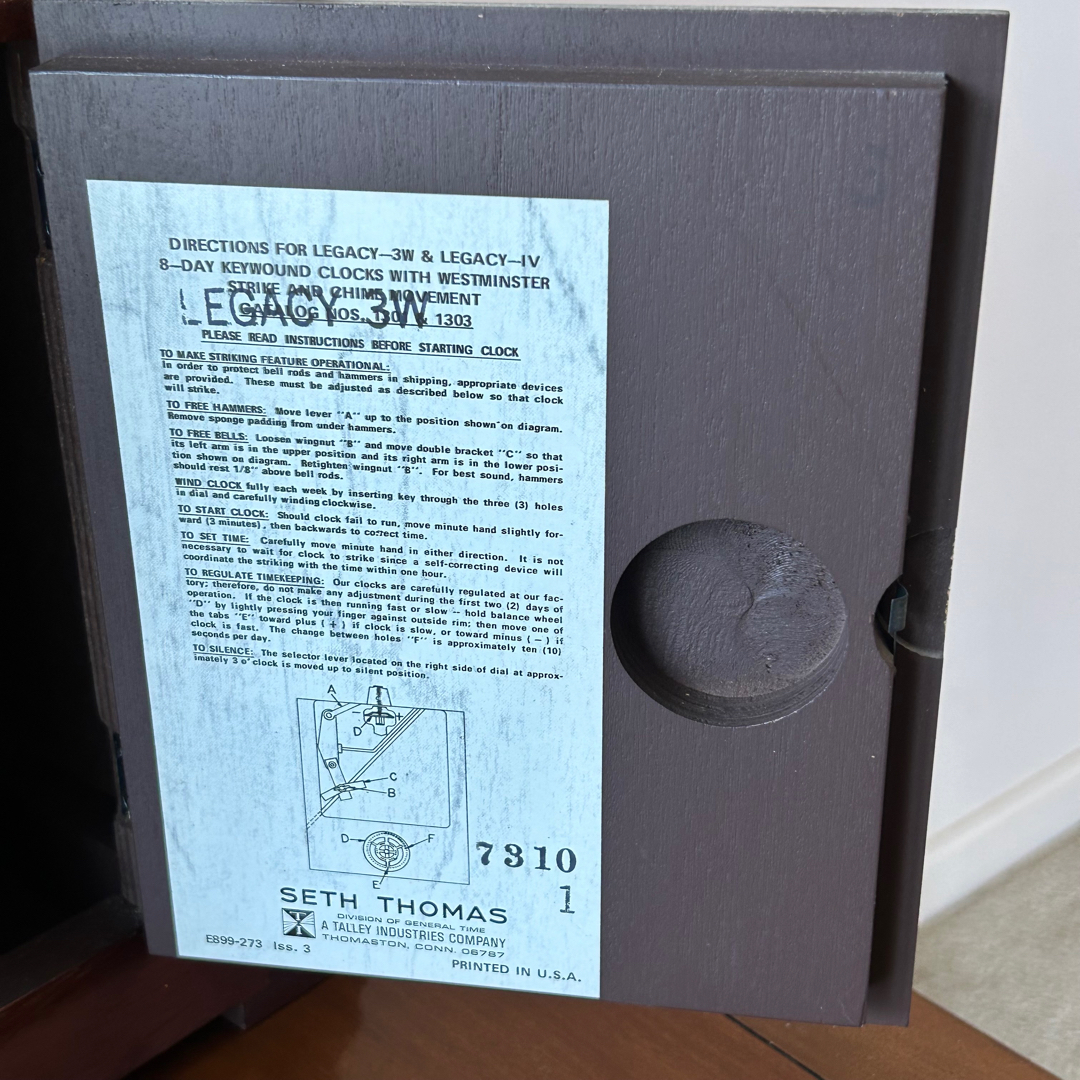 DIRECTIONS FOR LEGACY—3W & LEGACY—IV
8—DAY KEYWOUND CLOCKS WITH WESTMINSTER
STRIKE AND CHIME MOVEMENT
LEGACY 3W
CATALOG NOS. & 1303
PLEASE READ INSTRUCTIONS BEFORE STARTING CLOCK
TO MAKE STRIKING FEATURE OPERATIONAL:
In order to protect bell rods and hammers in shipping, appropriate devices
are provided. These must be adjusted as described below so that clock
will strike.
TO FREE HAMMERS: Move lever "A" up to the position shown on diagram.
Remove sponge padding from under hammers.
TO FREE BELLS: Loosen wingnut "B" and move double bracket "C" so that
its left arm is in the upper position and its right arm is in the lower posi-
tion shown on diagram. Retighten wingnut "B". For best sound, hammers
should rest 1/8" above bell rods.
WIND CLOCK fully each week by inserting key through the three (3) holes
in dial and carefully winding clockwise.
TO START CLOCK: Should clock fail to run, move minute hand slightly for-
ward (3 minutes), then backwards to correct time.
TO SET TIME: Carefully move minute hand in either direction. It is not
necessary to wait for clock to strike since a self-correcting device will
coordinate the striking with the time within one hour.
TO REGULATE TIMEKEEPING: Our clocks are carefully regulated at our fac-
tory; therefore, do not make any adjustment during the first two (2) days of
operation. If the clock is then running fast or slow -- hold balance wheel
"D" by lightly pressing your finger against outside rim; then move one of
the tabs "E" toward plus (+) if clock is slow, or toward minus (—) if
clock is fast. The change between holes "F" is approximately ten (10)
seconds per day.
TO SILENCE: The selector lever located on the right side of dial at approx-
imately 3 o'clock is moved up to silent position.
A
— +
D
C
B
D F
E
7310
1
SETH THOMAS
DIVISION OF GENERAL TIME
A TALLEY INDUSTRIES COMPANY
THOMASTON, CONN. 06787
E899-273 Iss. 3
PRINTED IN U.S.A.